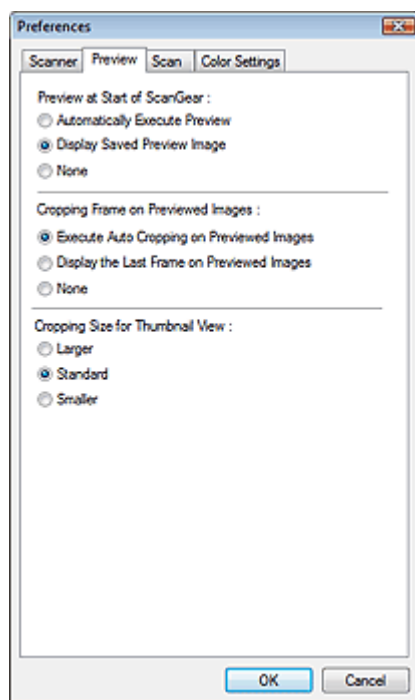 Preferences
Scanner Preview Scan Color Settings
Preview at Start of ScanGear :
Automatically Execute Preview
Display Saved Preview Image
None
Cropping Frame on Previewed Images :
Execute Auto Cropping on Previewed Images
Display the Last Frame on Previewed Images
None
Cropping Size for Thumbnail View :
Larger
Standard
Smaller
OK Cancel